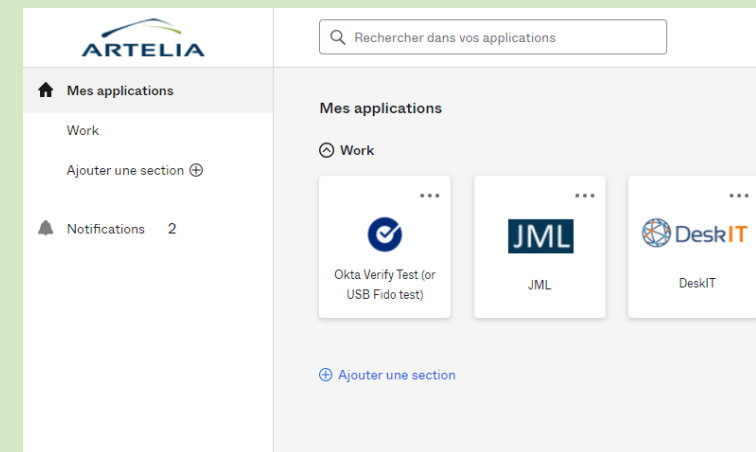 ARTELIA
Rechercher dans vos applications
Mes applications
Work
Ajouter une section
Notifications 2
Mes applications
Work
Okta Verify Test (or
USB Fido test)
JML
JML
DeskIT
DeskIT
Ajouter une section